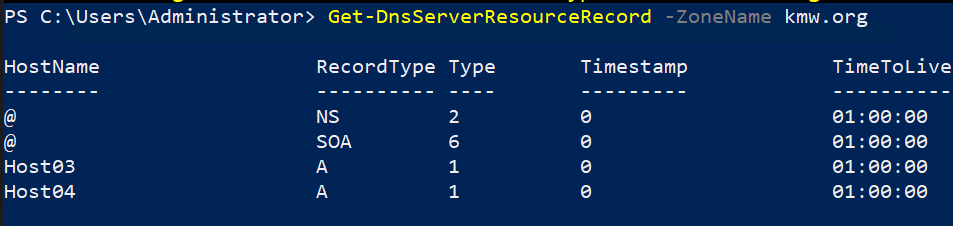 PS C:\Users\Administrator> Get-DnsServerResourceRecord -ZoneName kmw.org
HostName RecordType Type Timestamp TimeToLive
-------- ---------- ---- --------- ----------
@ NS 2 0 01:00:00
@ SOA 6 0 01:00:00
Host03 A 1 0 01:00:00
Host04 A 1 0 01:00:00